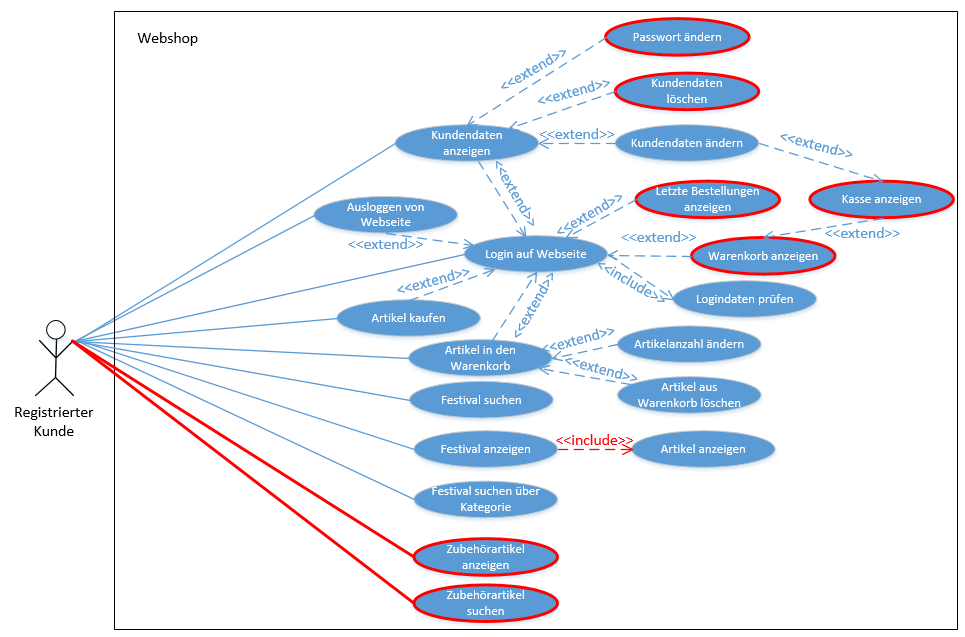 Webshop
Passwort ändern
<<extend>>
Kundendaten
löschen
<<extend>>
Kundendaten
anzeigen
<<extend>>
Kundendaten ändern
<<extend>>
<<extend>>
Letzte Bestellungen
anzeigen
Kasse anzeigen
Ausloggen von
Webseite
<<extend>>
<<extend>>
<<extend>>
<<extend>>
Login auf Webseite
Warenkorb anzeigen
<<include>>
<<extend>>
Logindaten prüfen
<<extend>>
Artikel kaufen
Artikel in den
Warenkorb
<<extend>>
Artikelanzahl ändern
<<extend>>
Artikel aus
Warenkorb löschen
Festival suchen
Registrierter
Kunde
Festival anzeigen
<<include>>
Artikel anzeigen
Festival suchen über
Kategorie
Zubehörartikel
anzeigen
Zubehörartikel
suchen